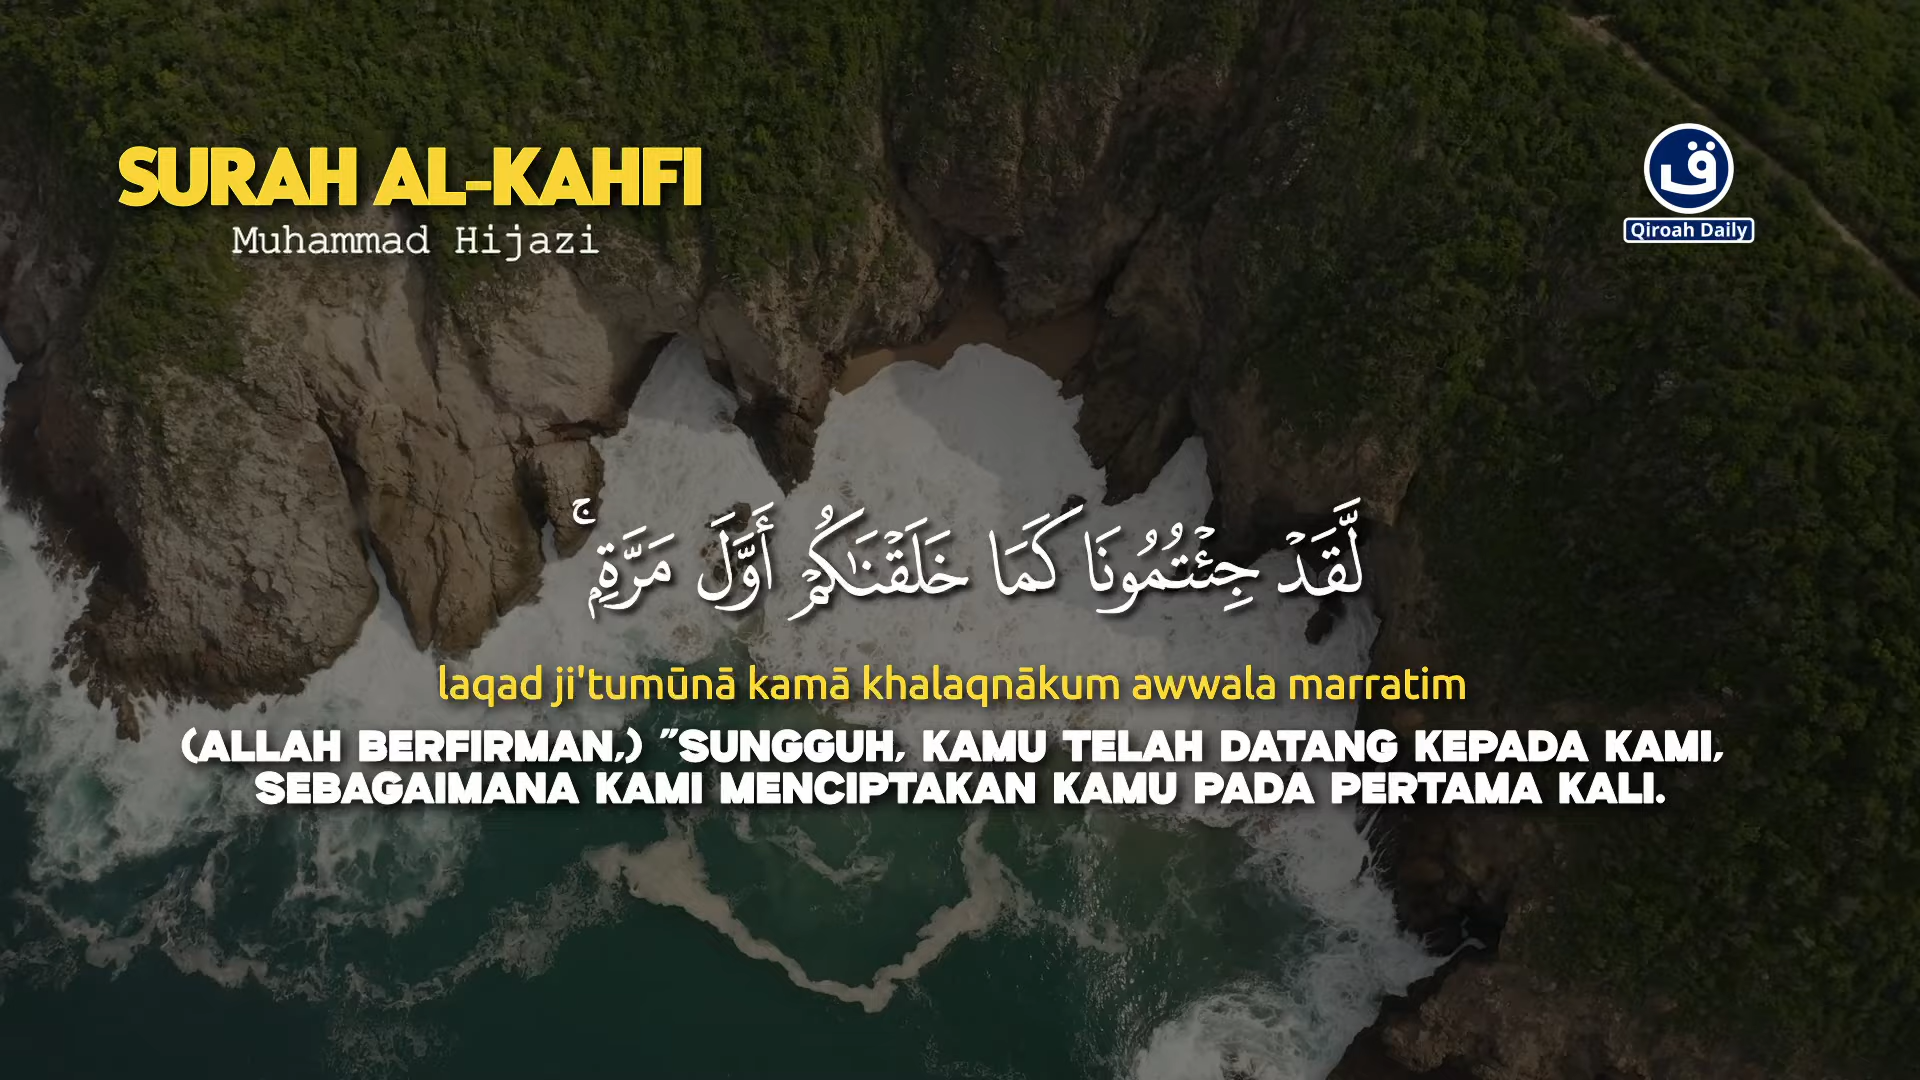 SURAH AL-KAHFI
Muhammad Hijazi
ق
Qiroah Daily
لَّقَدْ جِئْتُمُونَا كَمَا خَلَقْنَٰكُمْ أَوَّلَ مَرَّةٍۭ ۚ
laqad ji'tumūnā kamā khalaqnākum awwala marratim
(ALLAH BERFIRMAN,) "SUNGGUH, KAMU TELAH DATANG KEPADA KAMI,
SEBAGAIMANA KAMI MENCIPTAKAN KAMU PADA PERTAMA KALI.